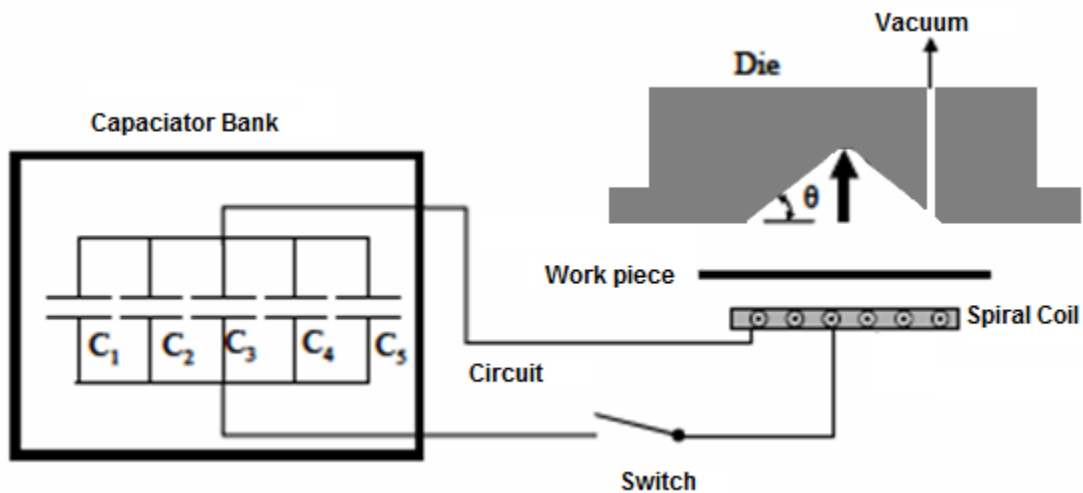 Vacuum
Die
Capaciator Bank
θ
Work piece
Spiral Coil
C1 C2 C3 C4 C5
Circuit
Switch